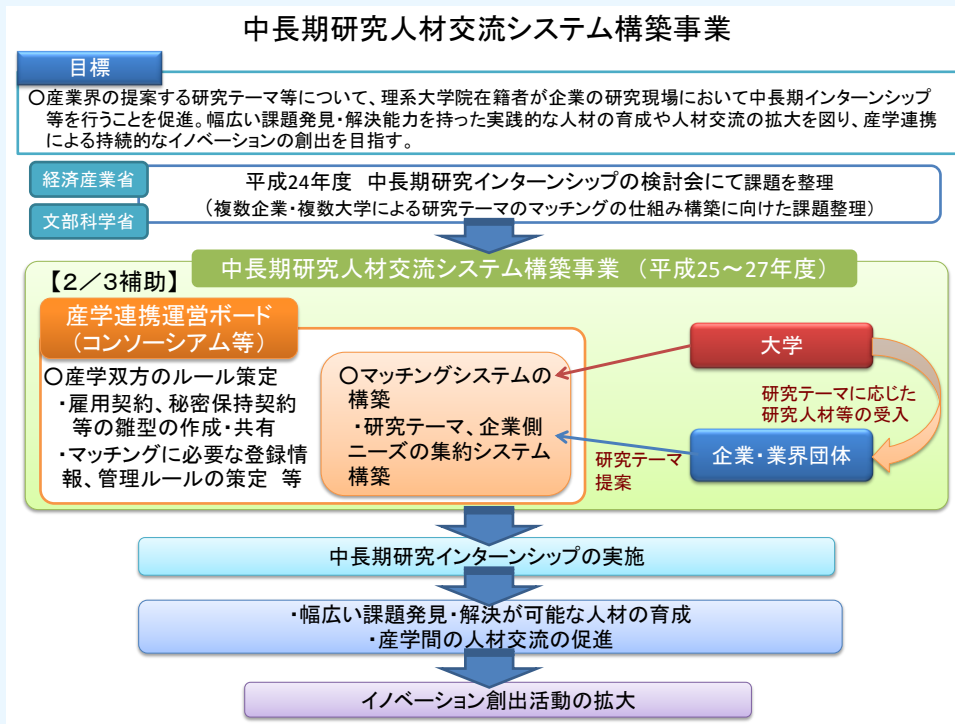 中長期研究人材交流システム構築事業
目標
○産業界の提案する研究テーマ等について、理系大学院在籍者が企業の研究現場において中長期インターンシップ
等を行うことを促進。幅広い課題発見・解決能力を持った実践的な人材の育成や人材交流の拡大を図り、産学連携
による持続的なイノベーションの創出を目指す。
経済産業省
文部科学省
平成24年度　中長期研究インターンシップの検討会にて課題を整理
（複数企業・複数大学による研究テーマのマッチングの仕組み構築に向けた課題整理）
中長期研究人材交流システム構築事業　（平成25～27年度）
【２／３補助】
産学連携運営ボード
（コンソーシアム等）
○産学双方のルール策定
・雇用契約、秘密保持契約
等の雛型の作成・共有
・マッチングに必要な登録情
報、管理ルールの策定　等
○マッチングシステムの
構築
・研究テーマ、企業側
ニーズの集約システム
構築
大学
研究テーマに応じた
研究人材等の受入
企業・業界団体
研究テーマ
提案
中長期研究インターンシップの実施
・幅広い課題発見・解決が可能な人材の育成
・産学間の人材交流の促進
イノベーション創出活動の拡大